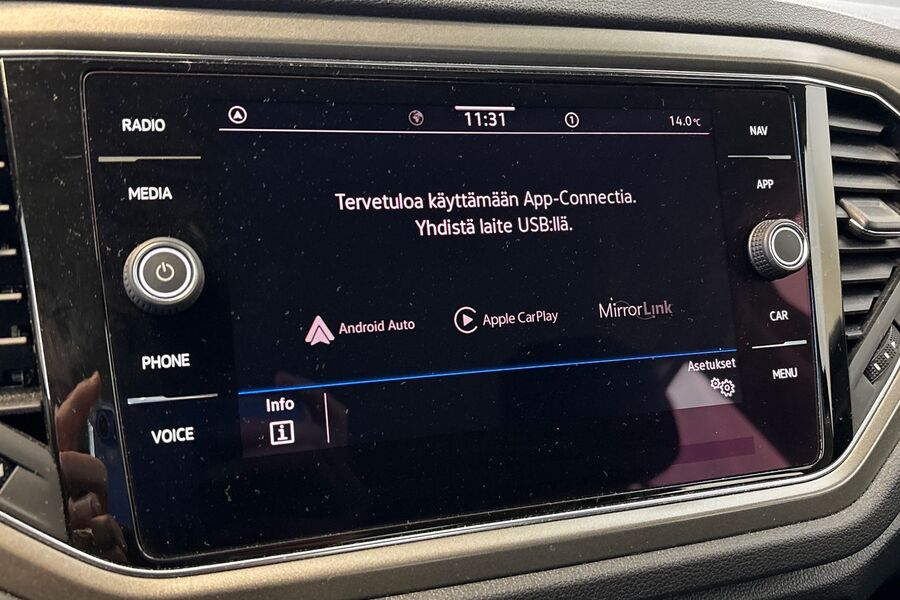 RADIO
MEDIA
PHONE
VOICE
11:31
1
14.0°C
Tervetuloa käyttämään App-Connectia.
Yhdistä laite USB:llä.
Android Auto
Apple CarPlay
MirrorLink
Asetukset
Info
NAV
APP
CAR
MENU